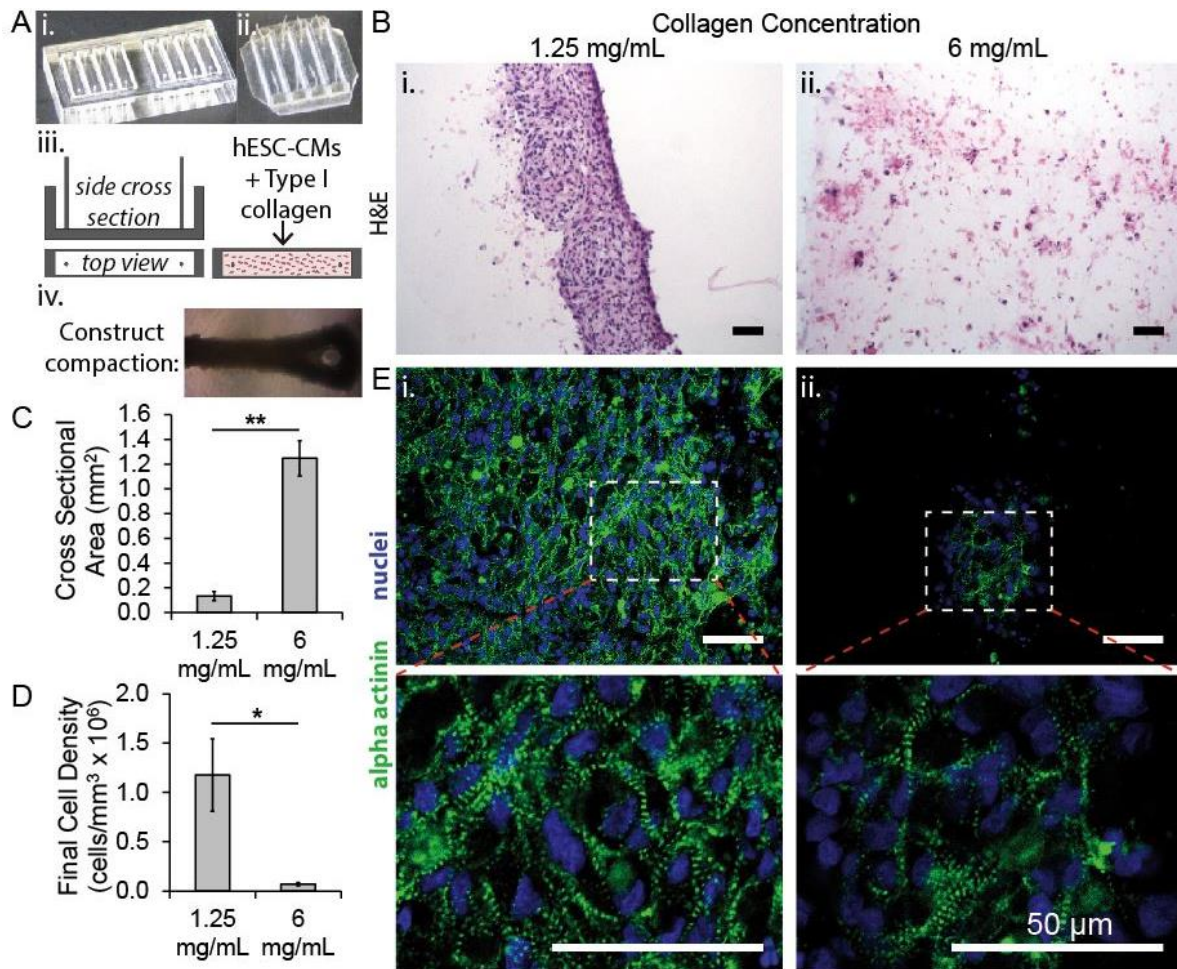 A
i.
ii.
iii.
side cross
section
top view
hESC-CMs
+ Type I
collagen
iv.
Construct
compaction:
B
Collagen Concentration
1.25 mg/mL
6 mg/mL
H&E
i.
ii.
C
Cross Sectional
Area (mm²)
1.6
1.4
1.2
1.0
0.8
0.6
0.4
0.2
0.0
**
1.25
mg/mL
6
mg/mL
D
Final Cell Density
(cells/mm³ x 10⁶)
2.0
1.5
1.0
0.5
0.0
*
1.25
mg/mL
6
mg/mL
E
i.
ii.
alpha actinin nuclei
50 µm